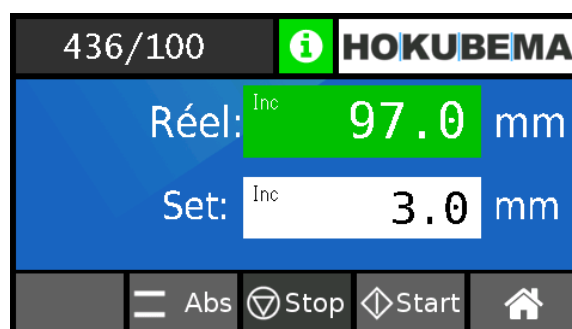 436/100 i HOKUBEMA
Réel: Inc 97.0 mm
Set: Inc 3.0 mm
Abs Stop Start